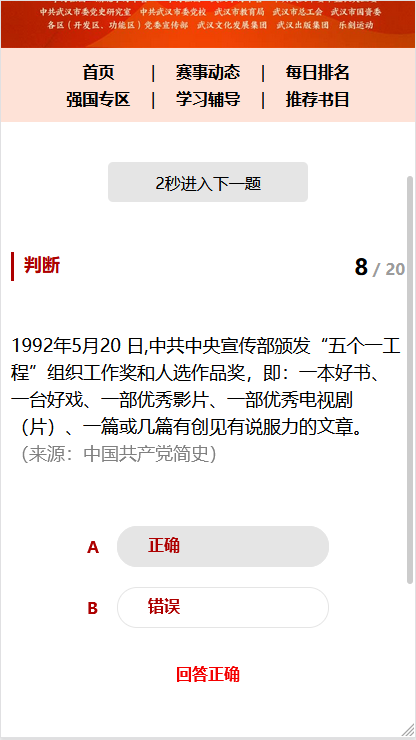 中共武汉市委党史研究室 中共武汉市委党校 武汉市教育局 武汉市总工会 武汉市国资委
各区（开发区、功能区）党委宣传部 武汉文化发展集团 武汉出版集团 乐刻运动
首页 | 赛事动态 | 每日排名
强国专区 | 学习辅导 | 推荐书目
2秒进入下一题
判断 8 / 20
1992年5月20 日,中共中央宣传部颁发“五个一工
程”组织工作奖和入选作品奖，即：一本好书、
一台好戏、一部优秀影片、一部优秀电视剧
（片）、一篇或几篇有创见有说服力的文章。
（来源：中国共产党简史）
A 正确
B 错误
回答正确